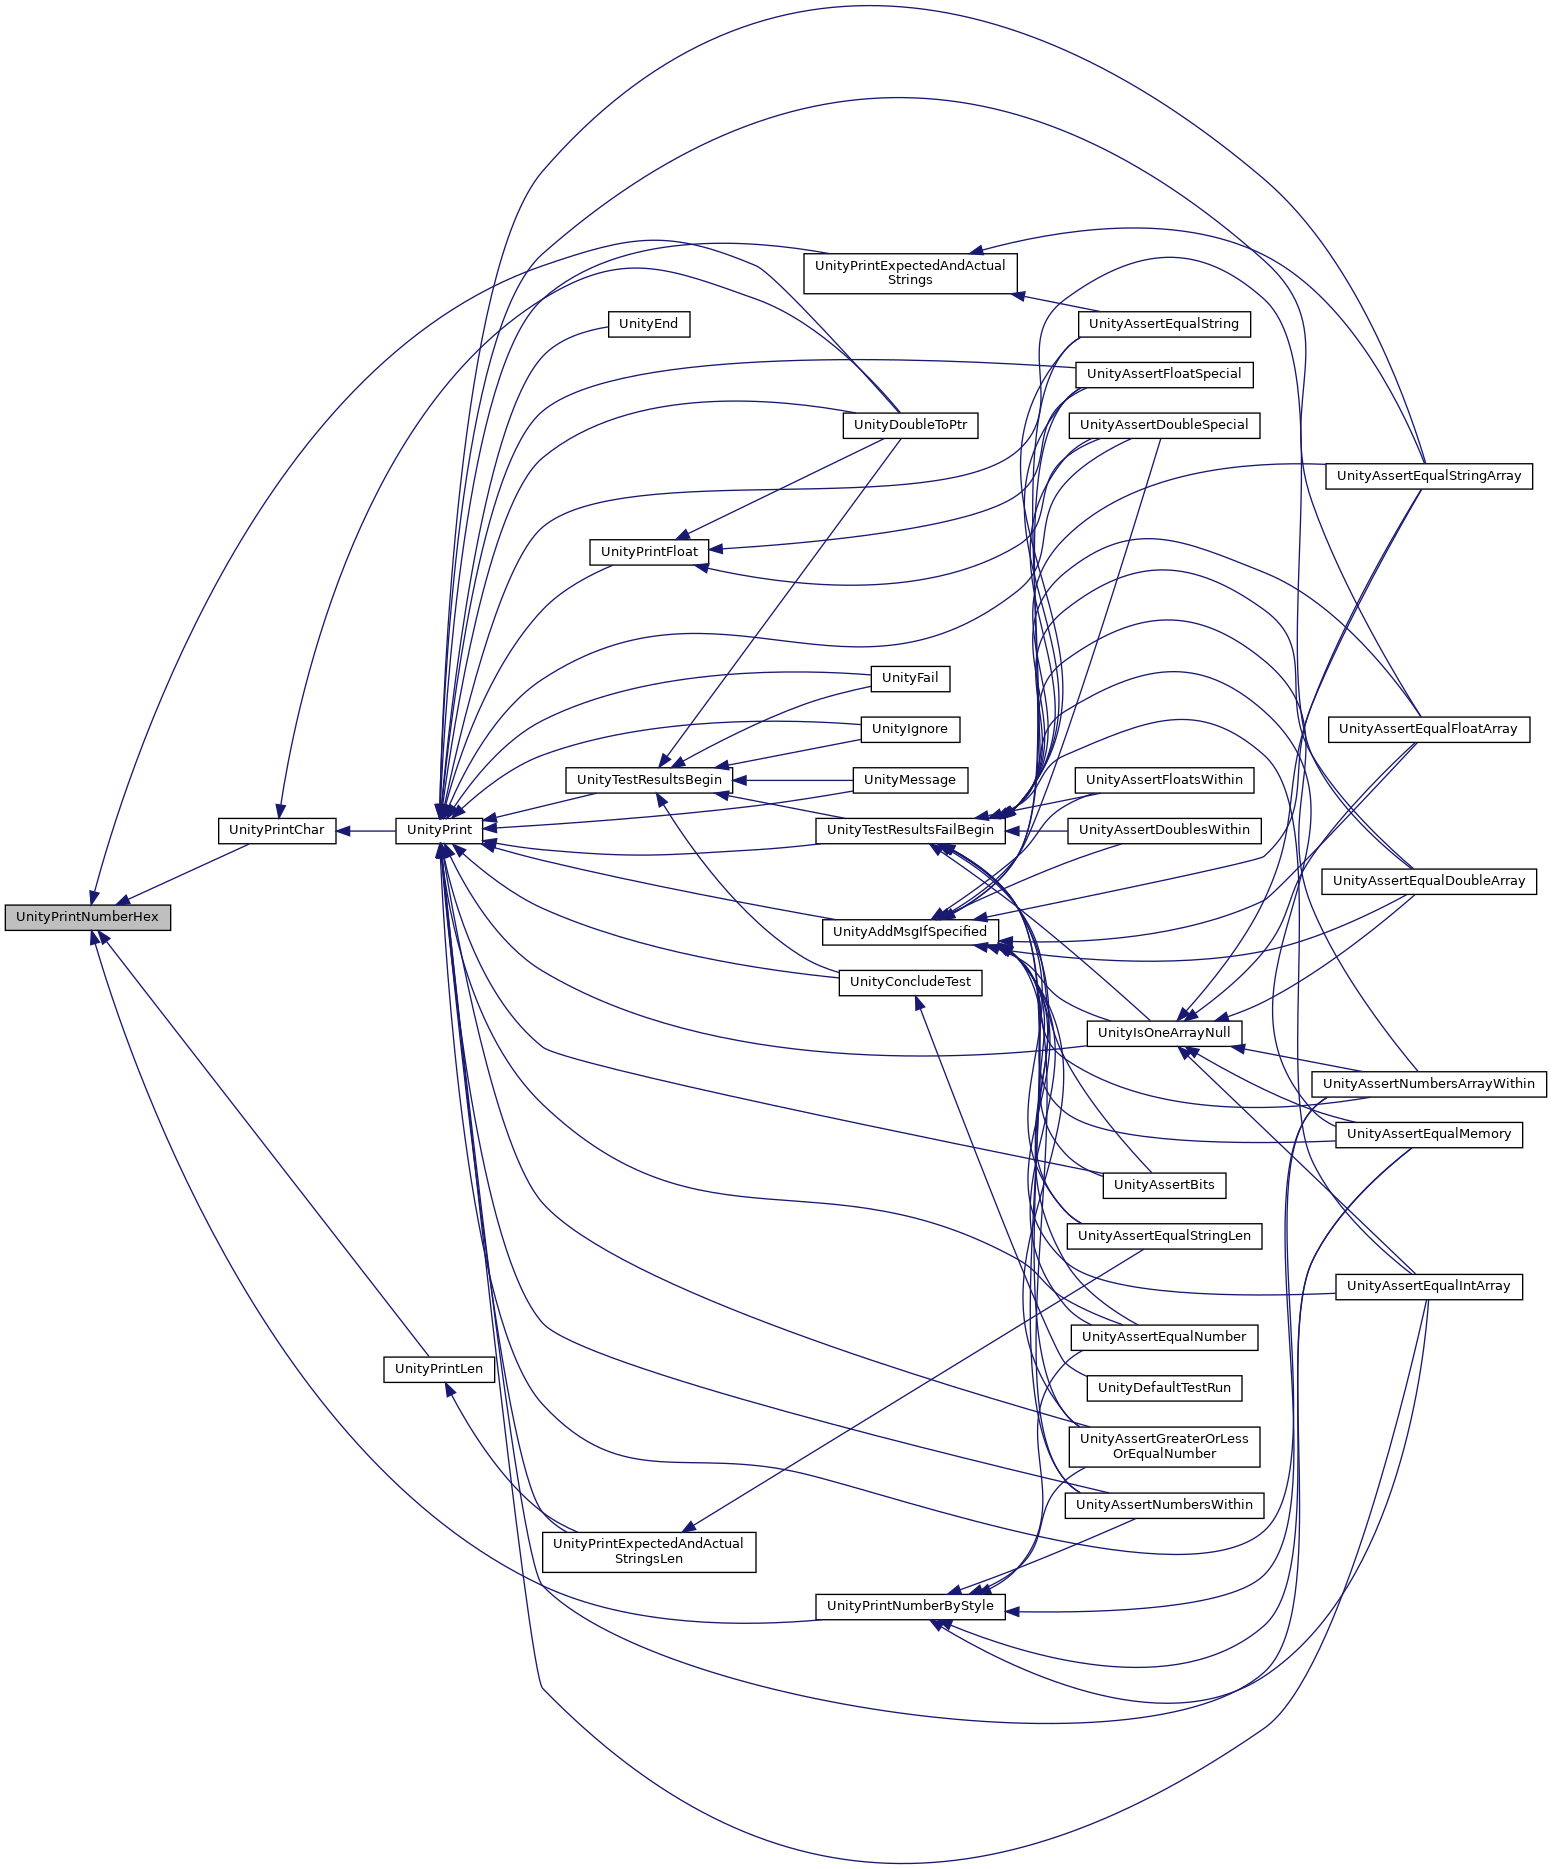 UnityPrintExpectedAndActual
Strings
UnityEnd
UnityAssertEqualString
UnityAssertFloatSpecial
UnityDoubleToPtr
UnityAssertDoubleSpecial
UnityAssertEqualStringArray
UnityPrintFloat
UnityFail
UnityIgnore
UnityAssertEqualFloatArray
UnityTestResultsBegin
UnityMessage
UnityAssertFloatsWithin
UnityPrintChar
UnityPrint
UnityTestResultsFailBegin
UnityAssertDoublesWithin
UnityAssertEqualDoubleArray
UnityPrintNumberHex
UnityAddMsgIfSpecified
UnityConcludeTest
UnityIsOneArrayNull
UnityAssertNumbersArrayWithin
UnityAssertEqualMemory
UnityAssertBits
UnityAssertEqualStringLen
UnityAssertEqualIntArray
UnityAssertEqualNumber
UnityPrintLen
UnityDefaultTestRun
UnityAssertGreaterOrLess
OrEqualNumber
UnityAssertNumbersWithin
UnityPrintExpectedAndActual
StringsLen
UnityPrintNumberByStyle